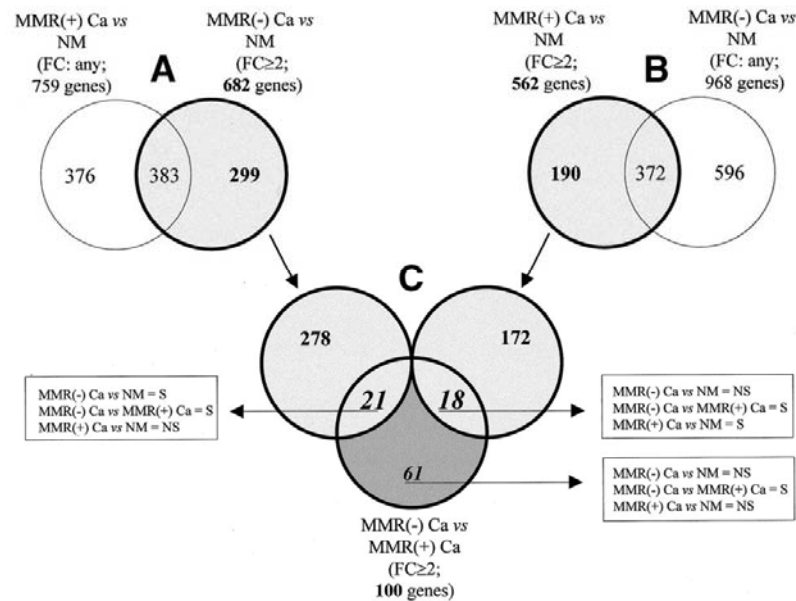 MMR(+) Ca vs
NM
(FC: any;
759 genes)
A
MMR(-) Ca vs
NM
(FC≥2;
682 genes)
376
383
299
MMR(+) Ca vs
NM
(FC≥2;
562 genes)
B
MMR(-) Ca vs
NM
(FC: any;
968 genes)
190
372
596
C
278
172
21
18
61
MMR(-) Ca vs NM = S
MMR(-) Ca vs MMR(+) Ca = S
MMR(+) Ca vs NM = NS
MMR(-) Ca vs NM = NS
MMR(-) Ca vs MMR(+) Ca = S
MMR(+) Ca vs NM = S
MMR(-) Ca vs NM = NS
MMR(-) Ca vs MMR(+) Ca = S
MMR(+) Ca vs NM = NS
MMR(-) Ca vs
MMR(+) Ca
(FC≥2;
100 genes)